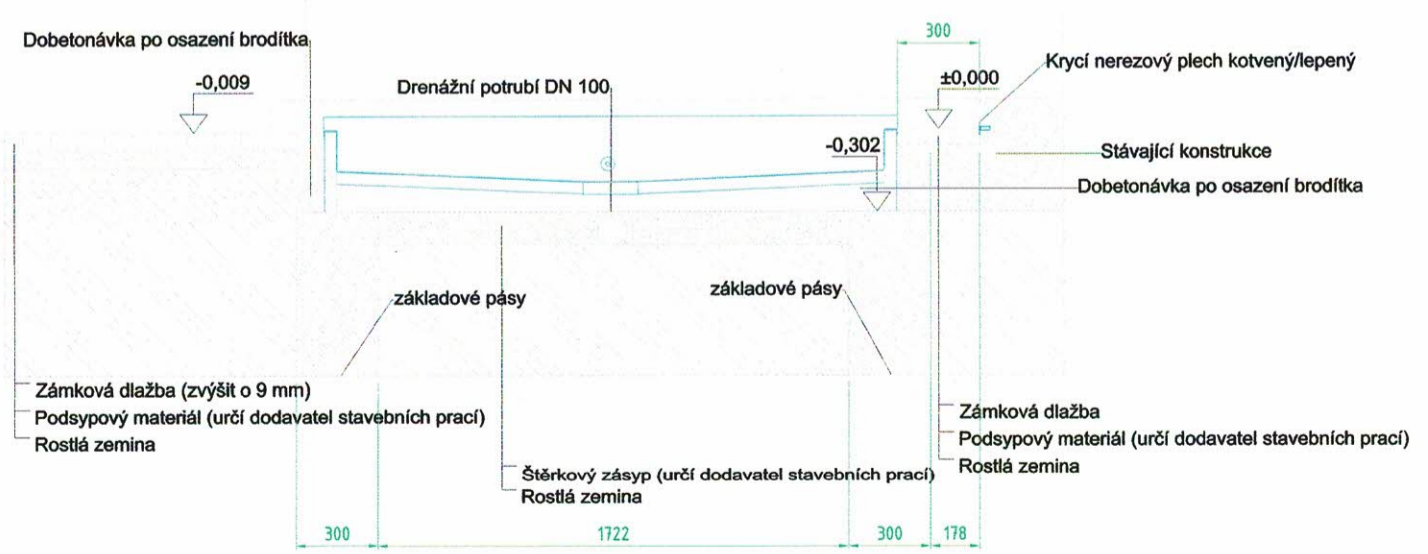 300
Dobetonávka po osazení brodítka
Krycí nerezový plech kotvený/lepený
-0,009
Drenážní potrubí DN 100
±0,000
-0,302
Stávající konstrukce
Dobetonávka po osazení brodítka
základové pásy
základové pásy
Zámková dlažba (zvýšit o 9 mm)
Podsypový materiál (určí dodavatel stavebních prací)
Rostlá zemina
Zámková dlažba
Podsypový materiál (určí dodavatel stavebních prací)
Rostlá zemina
Štěrkový zásyp (určí dodavatel stavebních prací)
Rostlá zemina
300
1722
300
178